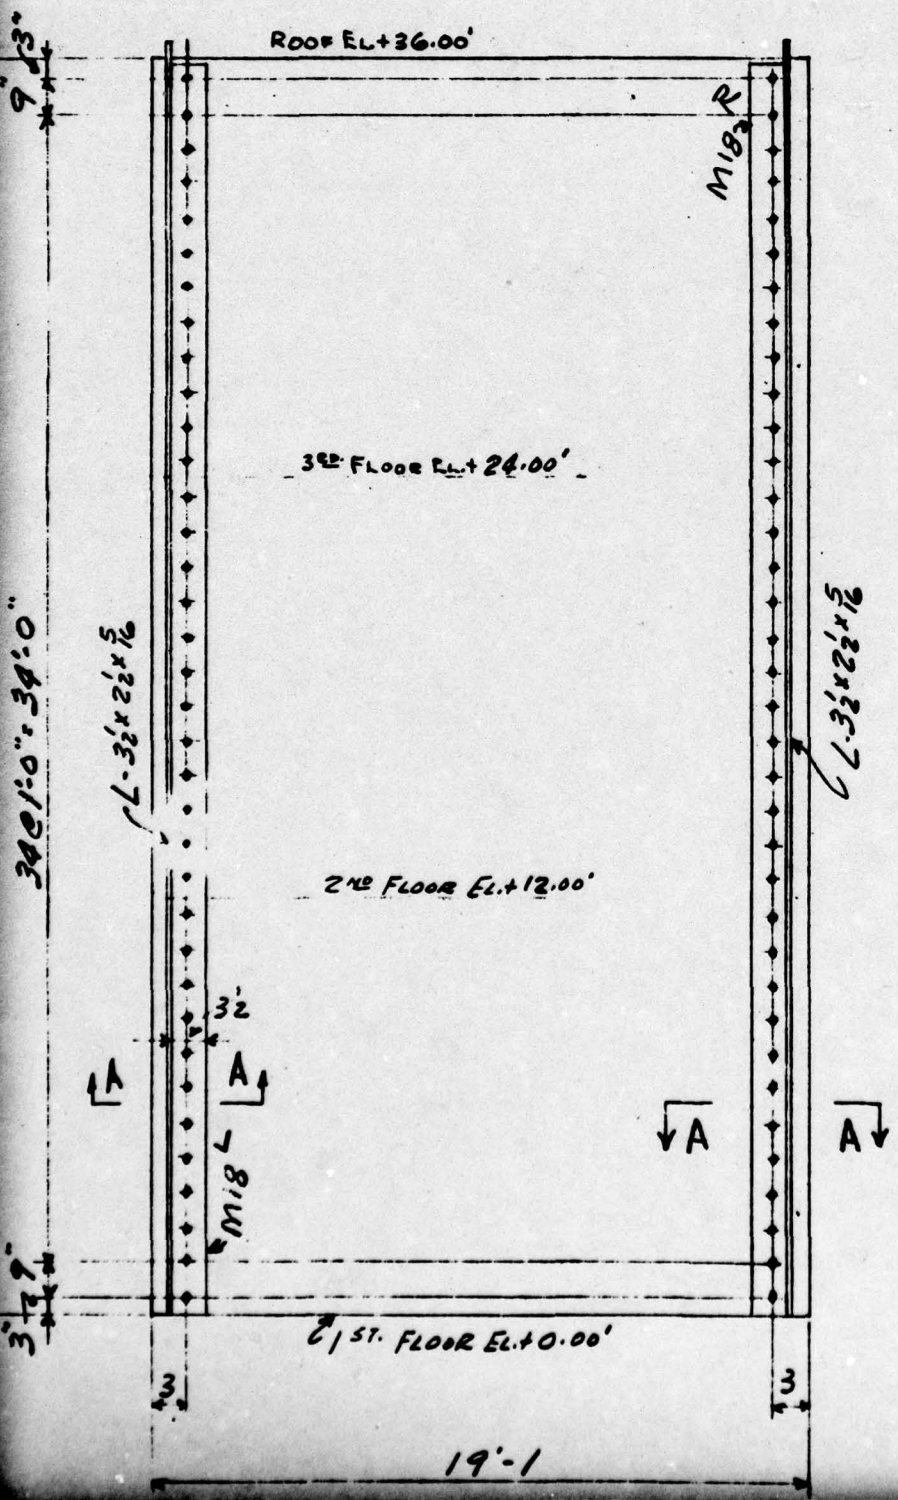 ROOF EL+36.00'
3"
9"
M18 R
3RD. FLOOR EL.+24.00'
34@1'-0"=34'-0"
L-3½'x2½'x5/16
L-3½'x2½'x5/16
2ND FLOOR EL.+12.00'
3½
A A
A A
M18 L
9"
3"
1ST. FLOOR EL.+0.00'
3 3
19'-1